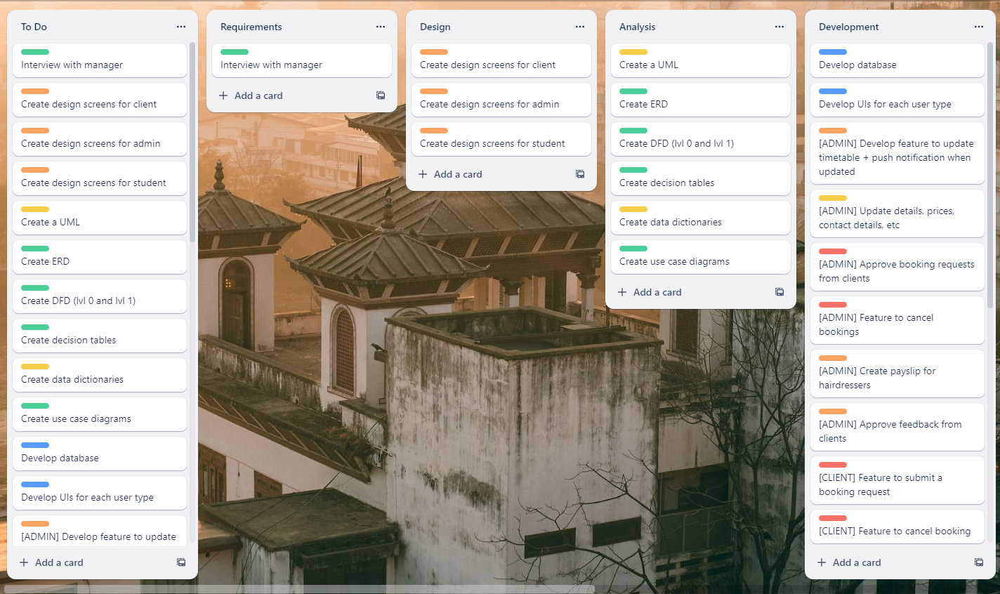 To Do
Interview with manager
Create design screens for client
Create design screens for admin
Create design screens for student
Create a UML
Create ERD
Create DFD (lvl 0 and lvl 1)
Create decision tables
Create data dictionaries
Create use case diagrams
Develop database
Develop UIs for each user type
[ADMIN] Develop feature to update
Add a card
Requirements
Interview with manager
Add a card
Design
Create design screens for client
Create design screens for admin
Create design screens for student
Add a card
Analysis
Create a UML
Create ERD
Create DFD (lvl 0 and lvl 1)
Create decision tables
Create data dictionaries
Create use case diagrams
Add a card
Development
Develop database
Develop UIs for each user type
[ADMIN] Develop feature to update
timetable + push notification when
updated
[ADMIN] Update details, prices,
contact details, etc
[ADMIN] Approve booking requests
from clients
[ADMIN] Feature to cancel
bookings
[ADMIN] Create payslip for
hairdressers
[ADMIN] Approve feedback from
clients
[CLIENT] Feature to submit a
booking request
[CLIENT] Feature to cancel booking
Add a card